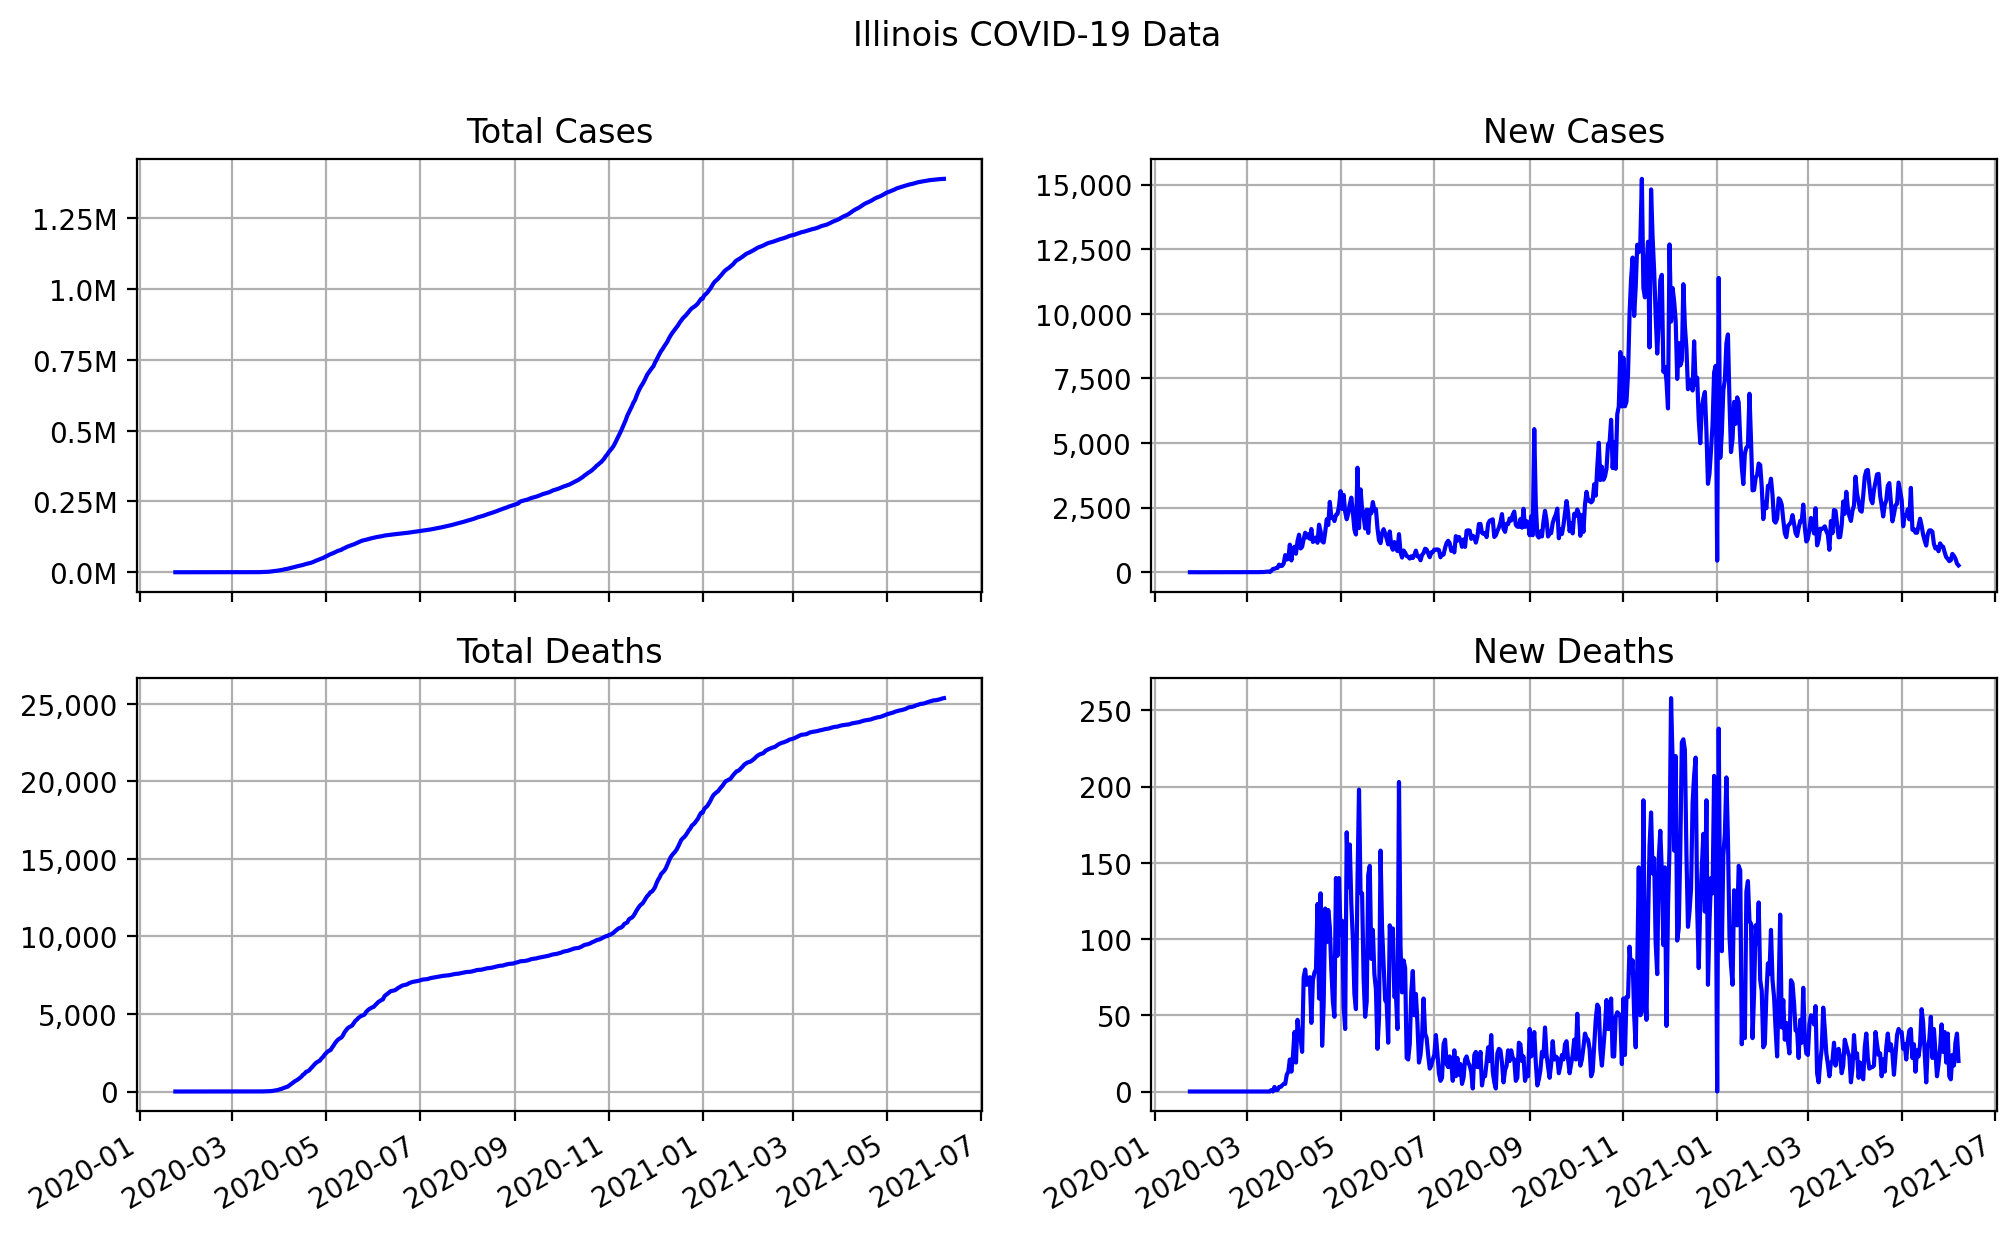 Illinois COVID-19 Data
Total Cases
1.25M
1.0M
0.75M
0.5M
0.25M
0.0M
New Cases
15,000
12,500
10,000
7,500
5,000
2,500
0
Total Deaths
25,000
20,000
15,000
10,000
5,000
0
2020-01 2020-03 2020-05 2020-07 2020-09 2020-11 2021-01 2021-03 2021-05 2021-07
New Deaths
250
200
150
100
50
0
2020-01 2020-03 2020-05 2020-07 2020-09 2020-11 2021-01 2021-03 2021-05 2021-07